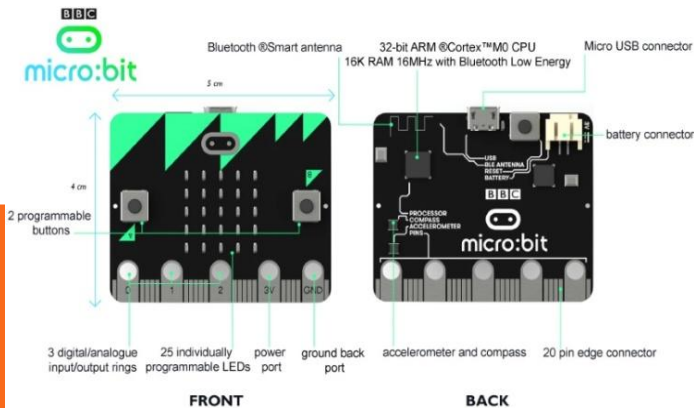 BBC
micro:bit
Bluetooth ®Smart antenna
32-bit ARM ®Cortex™M0 CPU
16K RAM 16MHz with Bluetooth Low Energy
Micro USB connector
5 cm
battery connector
4 cm
2 programmable
buttons
B
A
0 1 2 3V GND
USB
BLE ANTENNA
RESET
BATTERY
BBC
micro:bit
PROCESSOR
COMPASS
ACCELEROMETER
PINS
3 digital/analogue
input/output rings
25 individually
programmable LEDs
power
port
ground back
port
accelerometer and compass
20 pin edge connector
FRONT
BACK